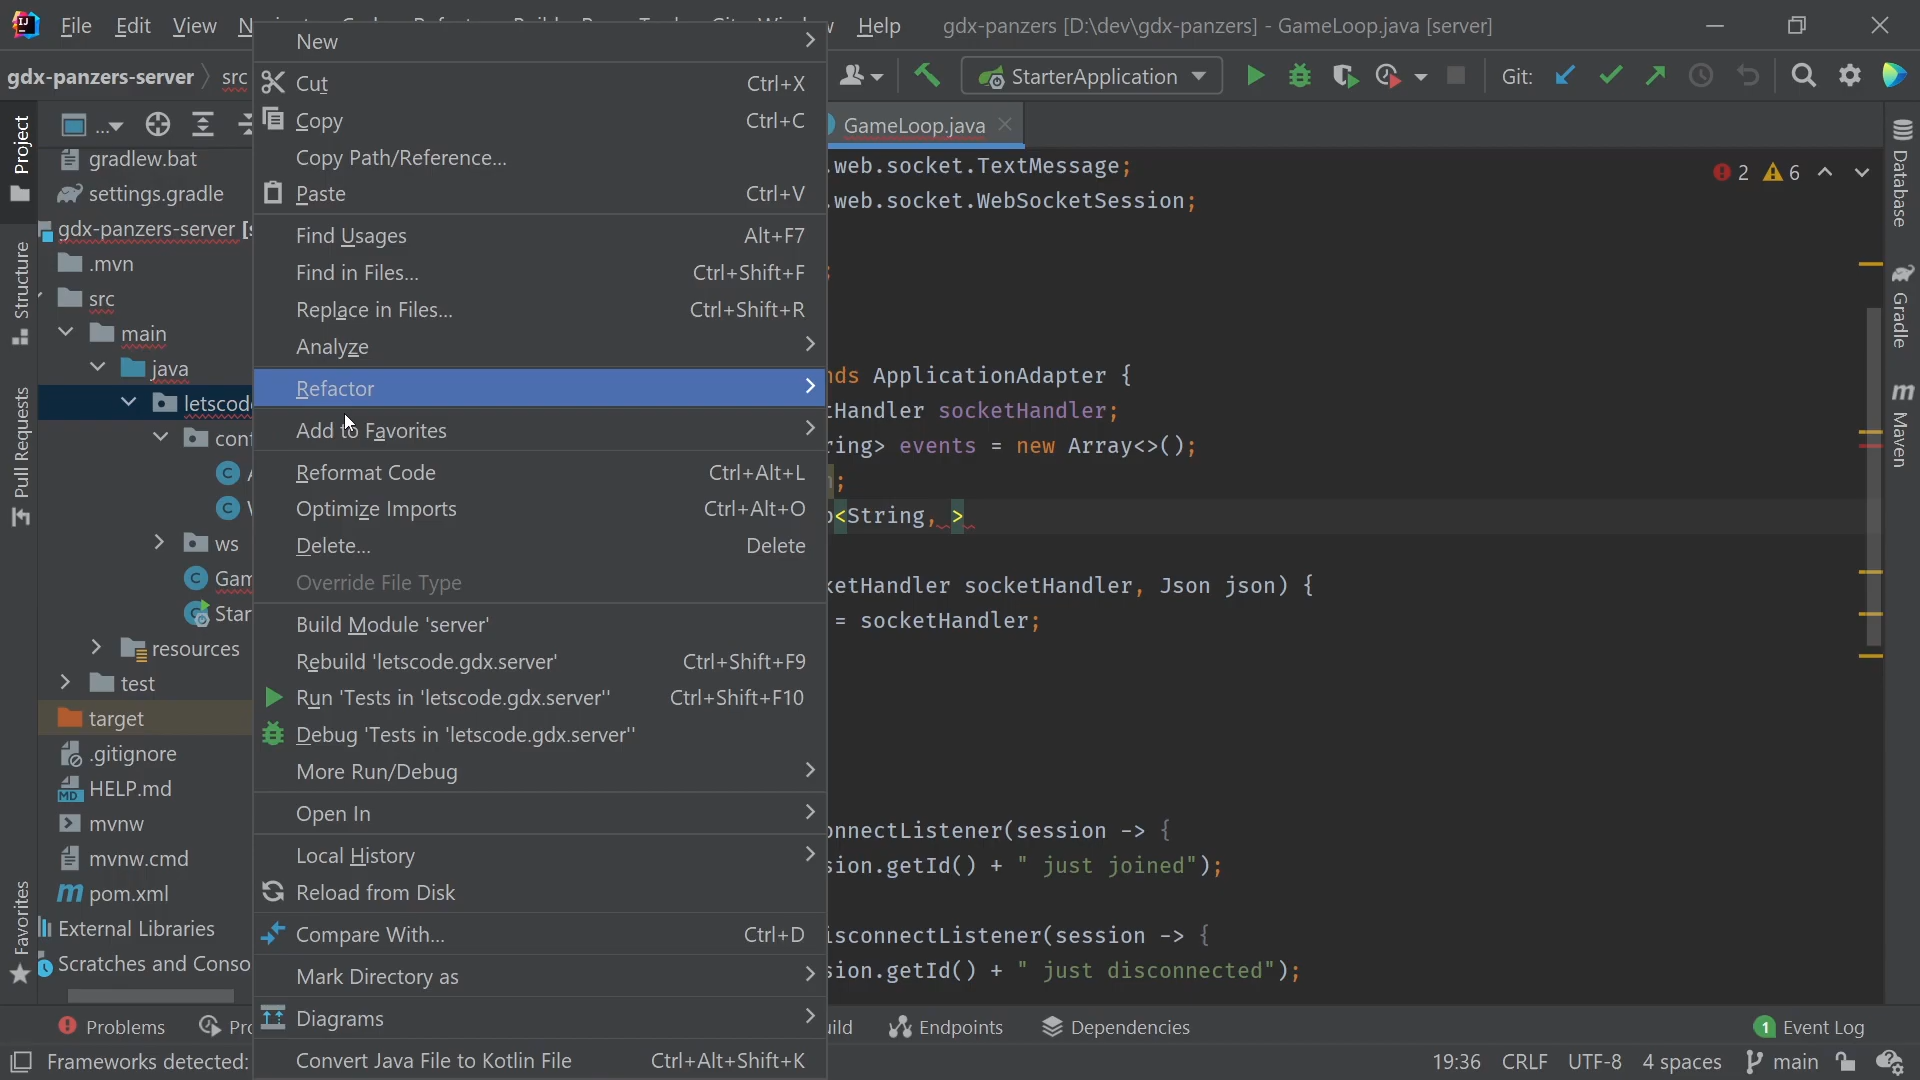 File Edit View N Help gdx-panzers [D:\dev\gdx-panzers] - GameLoop.java [server]
gdx-panzers-server src StarterApplication Git:
GameLoop.java
Project
Structure
Pull Requests
Favorites
gradlew.bat
settings.gradle
gdx-panzers-server [s
.mvn
src
main
java
letscode
con
ws
Gam
Star
resources
test
target
.gitignore
HELP.md
mvnw
mvnw.cmd
pom.xml
External Libraries
Scratches and Conso
New
Cut Ctrl+X
Copy Ctrl+C
Copy Path/Reference...
Paste Ctrl+V
Find Usages Alt+F7
Find in Files... Ctrl+Shift+F
Replace in Files... Ctrl+Shift+R
Analyze
Refactor
Add to Favorites
Reformat Code Ctrl+Alt+L
Optimize Imports Ctrl+Alt+O
Delete... Delete
Override File Type
Build Module 'server'
Rebuild 'letscode.gdx.server' Ctrl+Shift+F9
Run 'Tests in 'letscode.gdx.server'' Ctrl+Shift+F10
Debug 'Tests in 'letscode.gdx.server''
More Run/Debug
Open In
Local History
Reload from Disk
Compare With... Ctrl+D
Mark Directory as
Diagrams
Convert Java File to Kotlin File Ctrl+Alt+Shift+K
.web.socket.TextMessage;
.web.socket.WebSocketSession;
;
nds ApplicationAdapter {
tHandler socketHandler;
ring> events = new Array<>();
n;
p<String, >
ketHandler socketHandler, Json json) {
= socketHandler;
onnectListener(session -> {
sion.getId() + " just joined");
isconnectListener(session -> {
sion.getId() + " just disconnected");
2 6
Database
Gradle
Maven
Problems Pro uild Endpoints Dependencies 1 Event Log
Frameworks detected: 19:36 CRLF UTF-8 4 spaces main